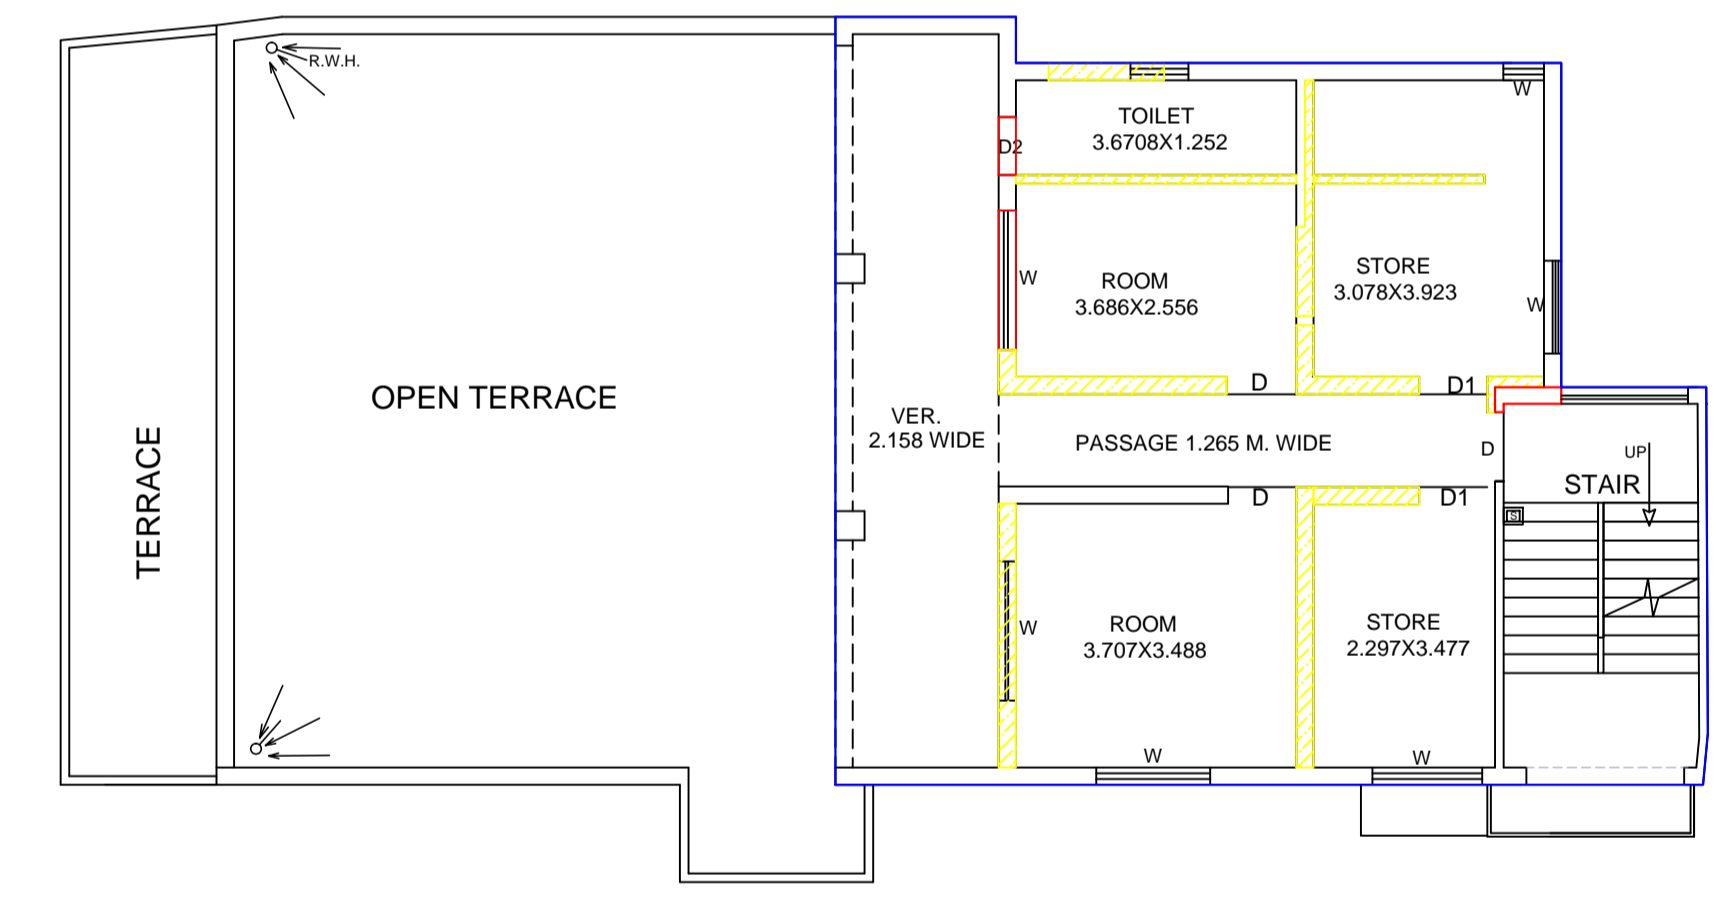 R.W.H.
W
TOILET
3.6708X1.252
D2
STORE
3.078X3.923
ROOM
3.686X2.556
W
W
OPEN TERRACE
D
D1
VER.
2.158 WIDE
PASSAGE 1.265 M. WIDE
D
UP
STAIR
TERRACE
D
D1
S
ROOM
3.707X3.488
W
STORE
2.297X3.477
W
W